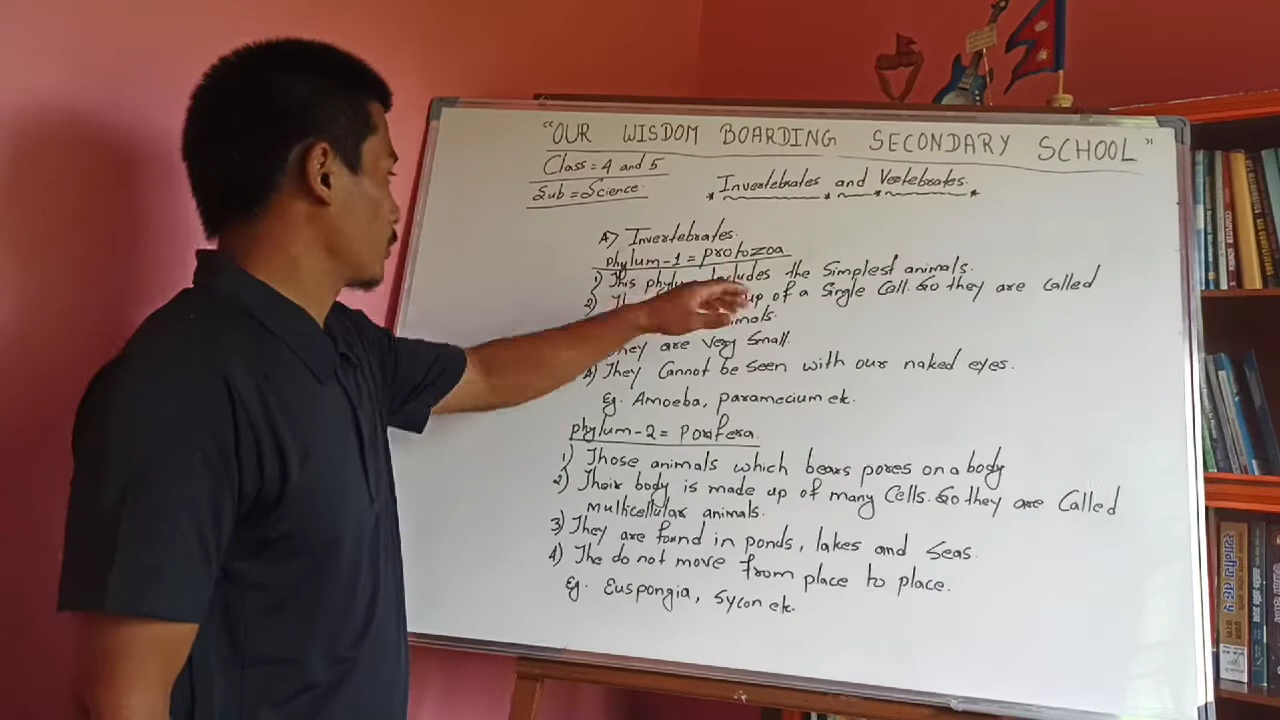 "OUR WISDOM BOARDING SECONDARY SCHOOL"
Class = 4 and 5
Sub = Science
Invertebrates and Vertebrates.
A) Invertebrates.
phylum-1 = protozoa.
1) This phylum Includes the Simplest animals.
2) up of a Single Cell. So they are called
animals.
They are very Small.
4) They Cannot be seen with our naked eyes.
Eg. Amoeba, paramecium etc.
phylum-2 = Porifera.
1) Those animals which bears pores on a body
2) Their body is made up of many Cells. So they are Called
multicellular animals.
3) They are found in ponds, lakes and Seas.
4) The do not move from place to place.
Eg. Euspongia, Sycon etc.